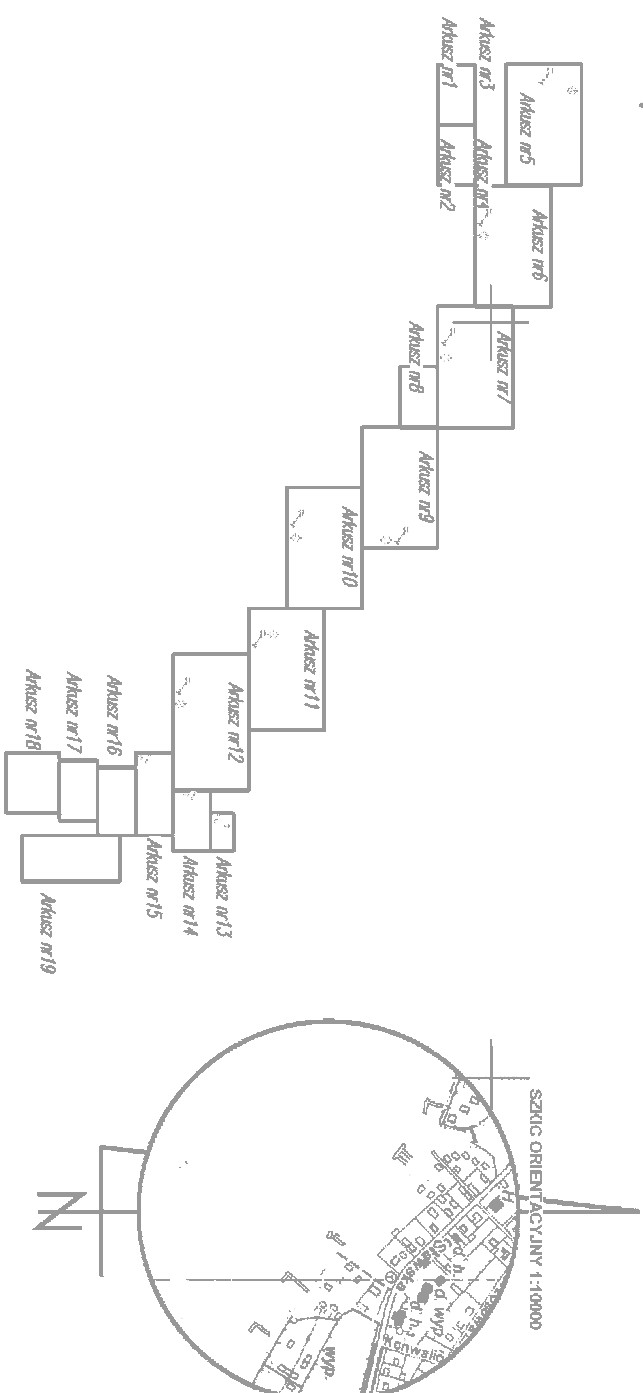 Arkusz nr1
Arkusz nr3
Arkusz nr5
Arkusz nr2
Arkusz nr4
Arkusz nr6
Arkusz nr7
Arkusz nr8
Arkusz nr9
Arkusz nr10
Arkusz nr11
Arkusz nr12
Arkusz nr13
Arkusz nr14
Arkusz nr15
Arkusz nr16
Arkusz nr17
Arkusz nr18
Arkusz nr19
SZKIC ORIENTACYJNY 1:10000
N
H.
d. h.
d. wyp.
d. h.
wyp.